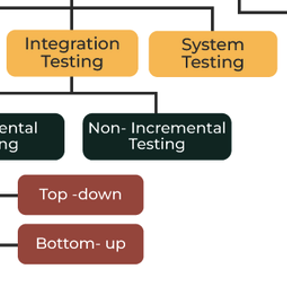 Integration
Testing
System
Testing
ental
ng
Non- Incremental
Testing
Top -down
Bottom- up